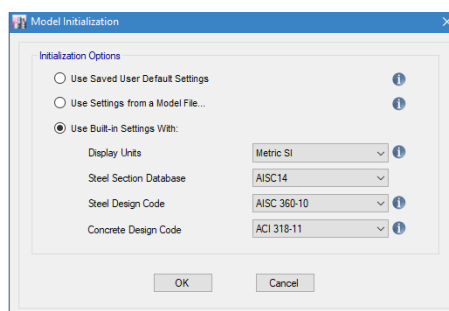 Model Initialization
Initialization Options
Use Saved User Default Settings
Use Settings from a Model File...
Use Built-in Settings With:
Display Units Metric SI
Steel Section Database AISC14
Steel Design Code AISC 360-10
Concrete Design Code ACI 318-11
OK Cancel